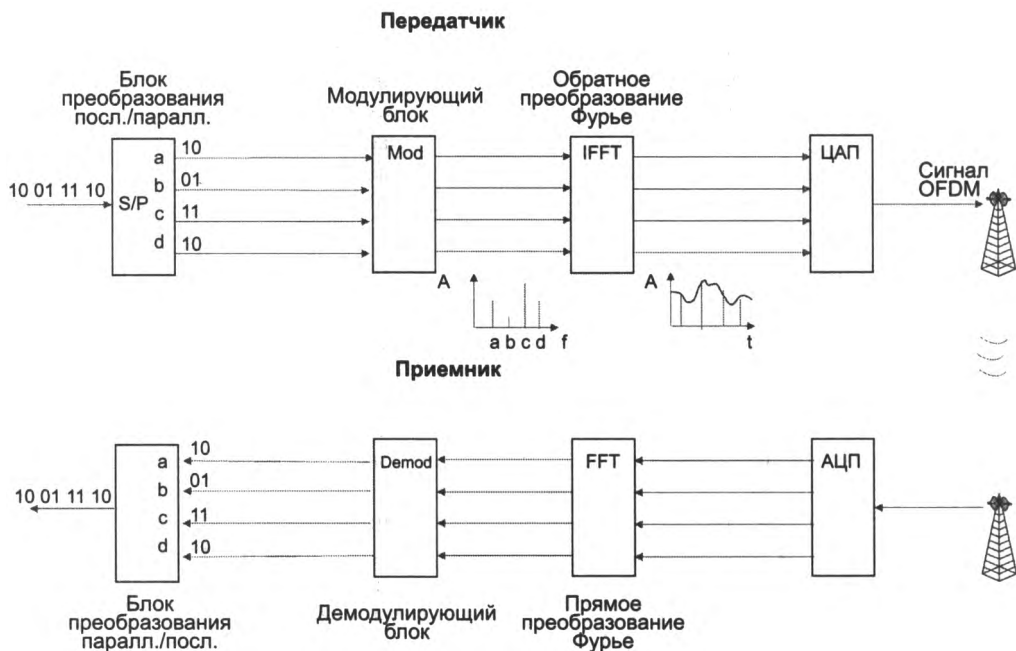 Передатчик
Блок
преобразования
посл./паралл.
Модулирующий
блок
Обратное
преобразование
Фурье
a 10
b 01
c 11
d 10
S/P
10 01 11 10
Mod
IFFT
ЦАП
Сигнал
OFDM
A
a b c d f
A
t
Приемник
a 10
b 01
c 11
d 10
10 01 11 10
Demod
FFT
АЦП
Блок
преобразования
паралл./посл.
Демодулирующий
блок
Прямое
преобразование
Фурье